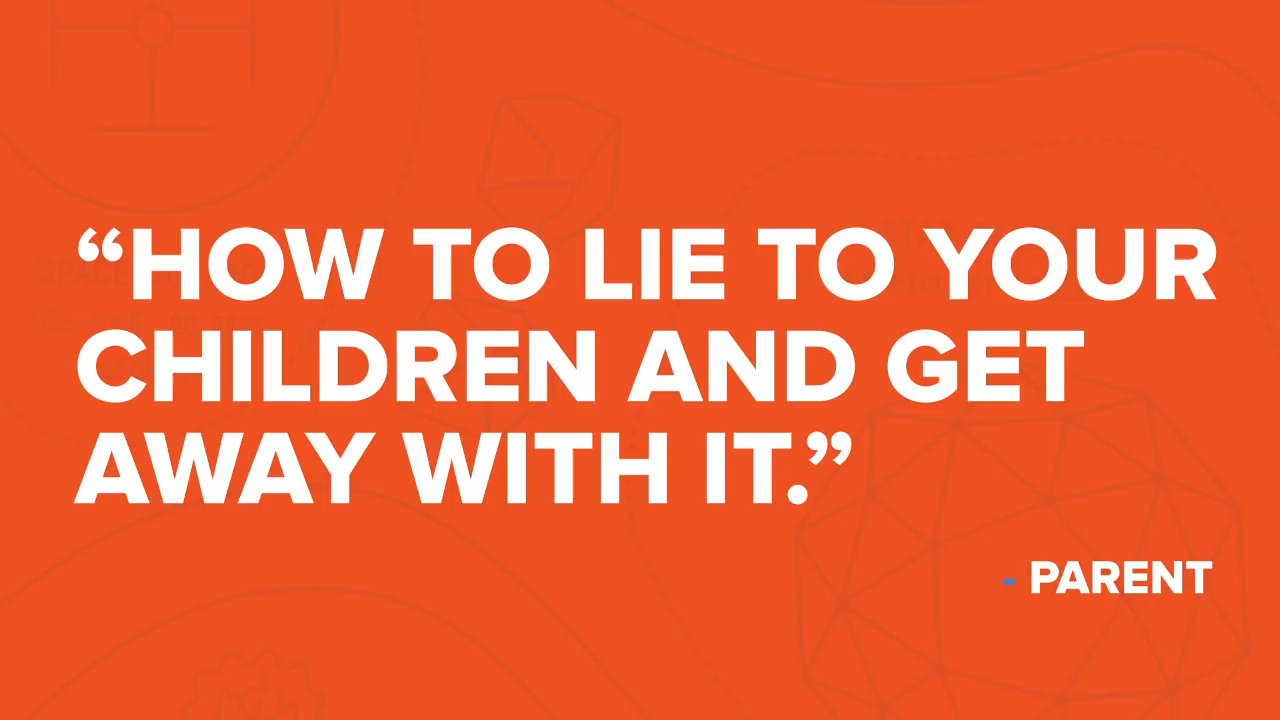 “HOW TO LIE TO YOUR
CHILDREN AND GET
AWAY WITH IT.”
- PARENT